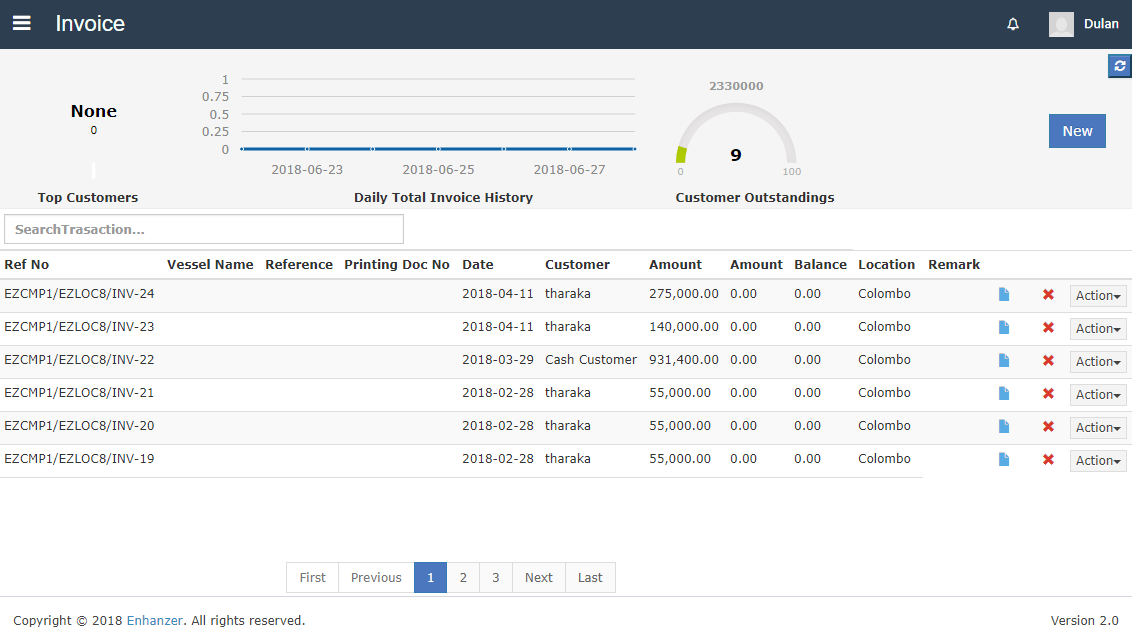 Invoice
Dulan
None
0
Top Customers
1
0.75
0.5
0.25
0
2018-06-23 2018-06-25 2018-06-27
Daily Total Invoice History
2330000
9
0 100
Customer Outstandings
New
SearchTrasaction...
Ref No Vessel Name Reference Printing Doc No Date Customer Amount Amount Balance Location Remark
EZCMP1/EZLOC8/INV-24 2018-04-11 tharaka 275,000.00 0.00 0.00 Colombo Action
EZCMP1/EZLOC8/INV-23 2018-04-11 tharaka 140,000.00 0.00 0.00 Colombo Action
EZCMP1/EZLOC8/INV-22 2018-03-29 Cash Customer 931,400.00 0.00 0.00 Colombo Action
EZCMP1/EZLOC8/INV-21 2018-02-28 tharaka 55,000.00 0.00 0.00 Colombo Action
EZCMP1/EZLOC8/INV-20 2018-02-28 tharaka 55,000.00 0.00 0.00 Colombo Action
EZCMP1/EZLOC8/INV-19 2018-02-28 tharaka 55,000.00 0.00 0.00 Colombo Action
First Previous 1 2 3 Next Last
Copyright © 2018 Enhanzer. All rights reserved. Version 2.0